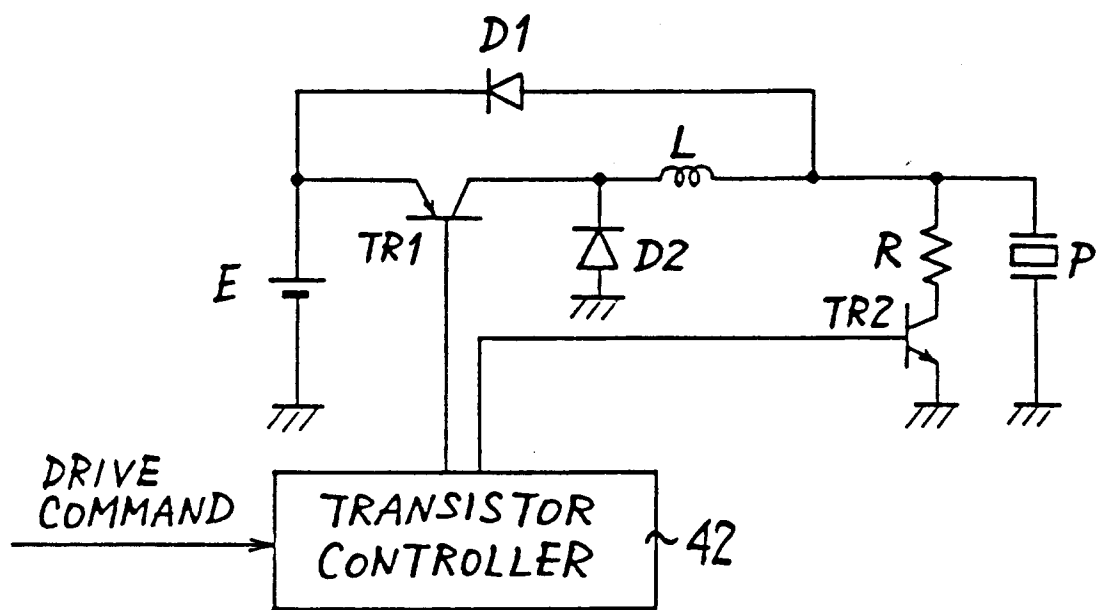 D1
L
TR1
D2
R
P
E
TR2
DRIVE
COMMAND
TRANSISTOR
CONTROLLER
42